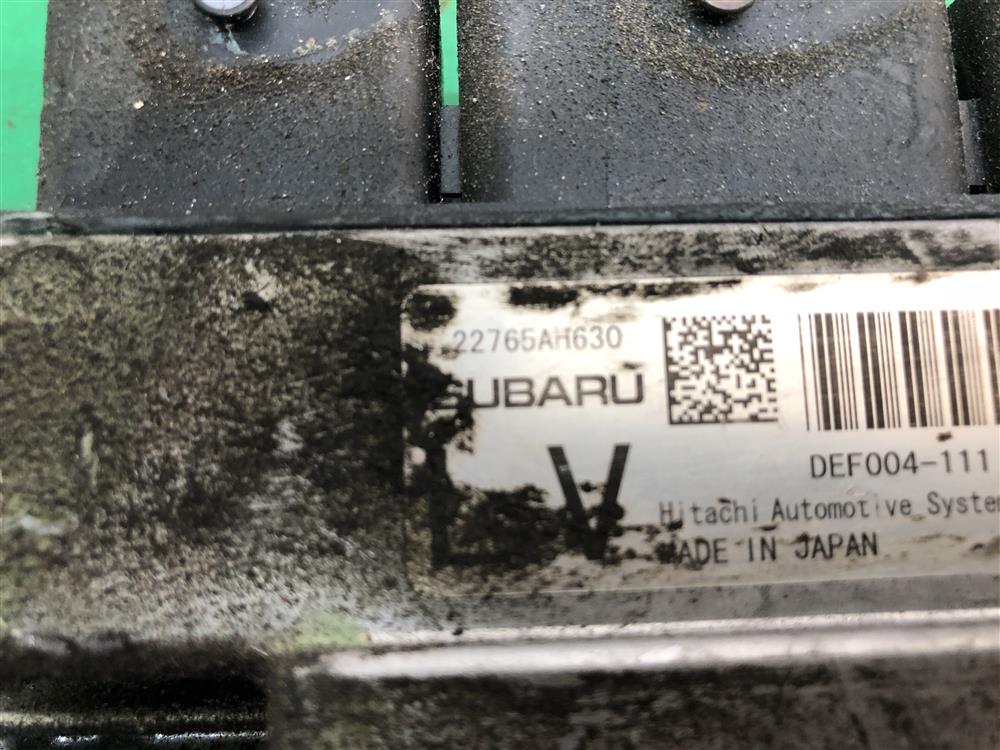 22765AH630
SUBARU
LV
DEF004-111
Hitachi Automotive System
MADE IN JAPAN